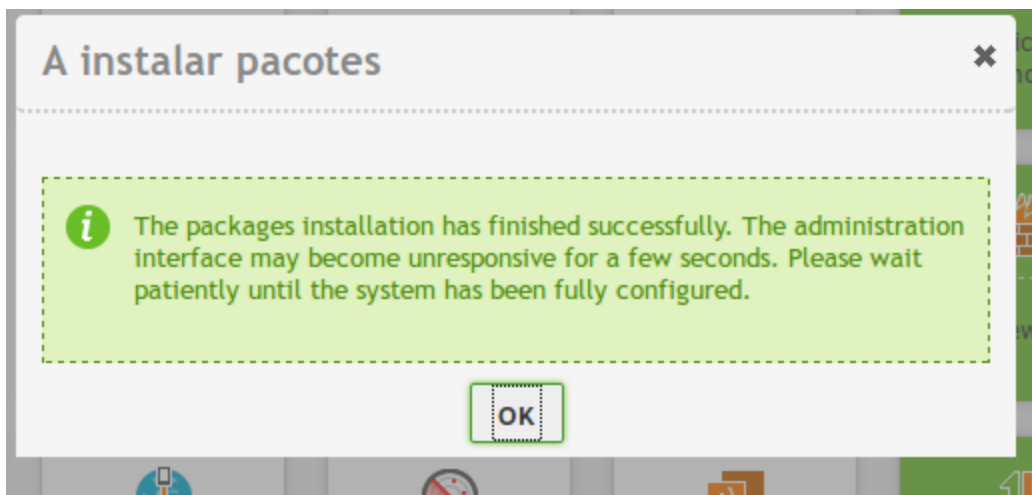 A instalar pacotes
The packages installation has finished successfully. The administration
interface may become unresponsive for a few seconds. Please wait
patiently until the system has been fully configured.
OK